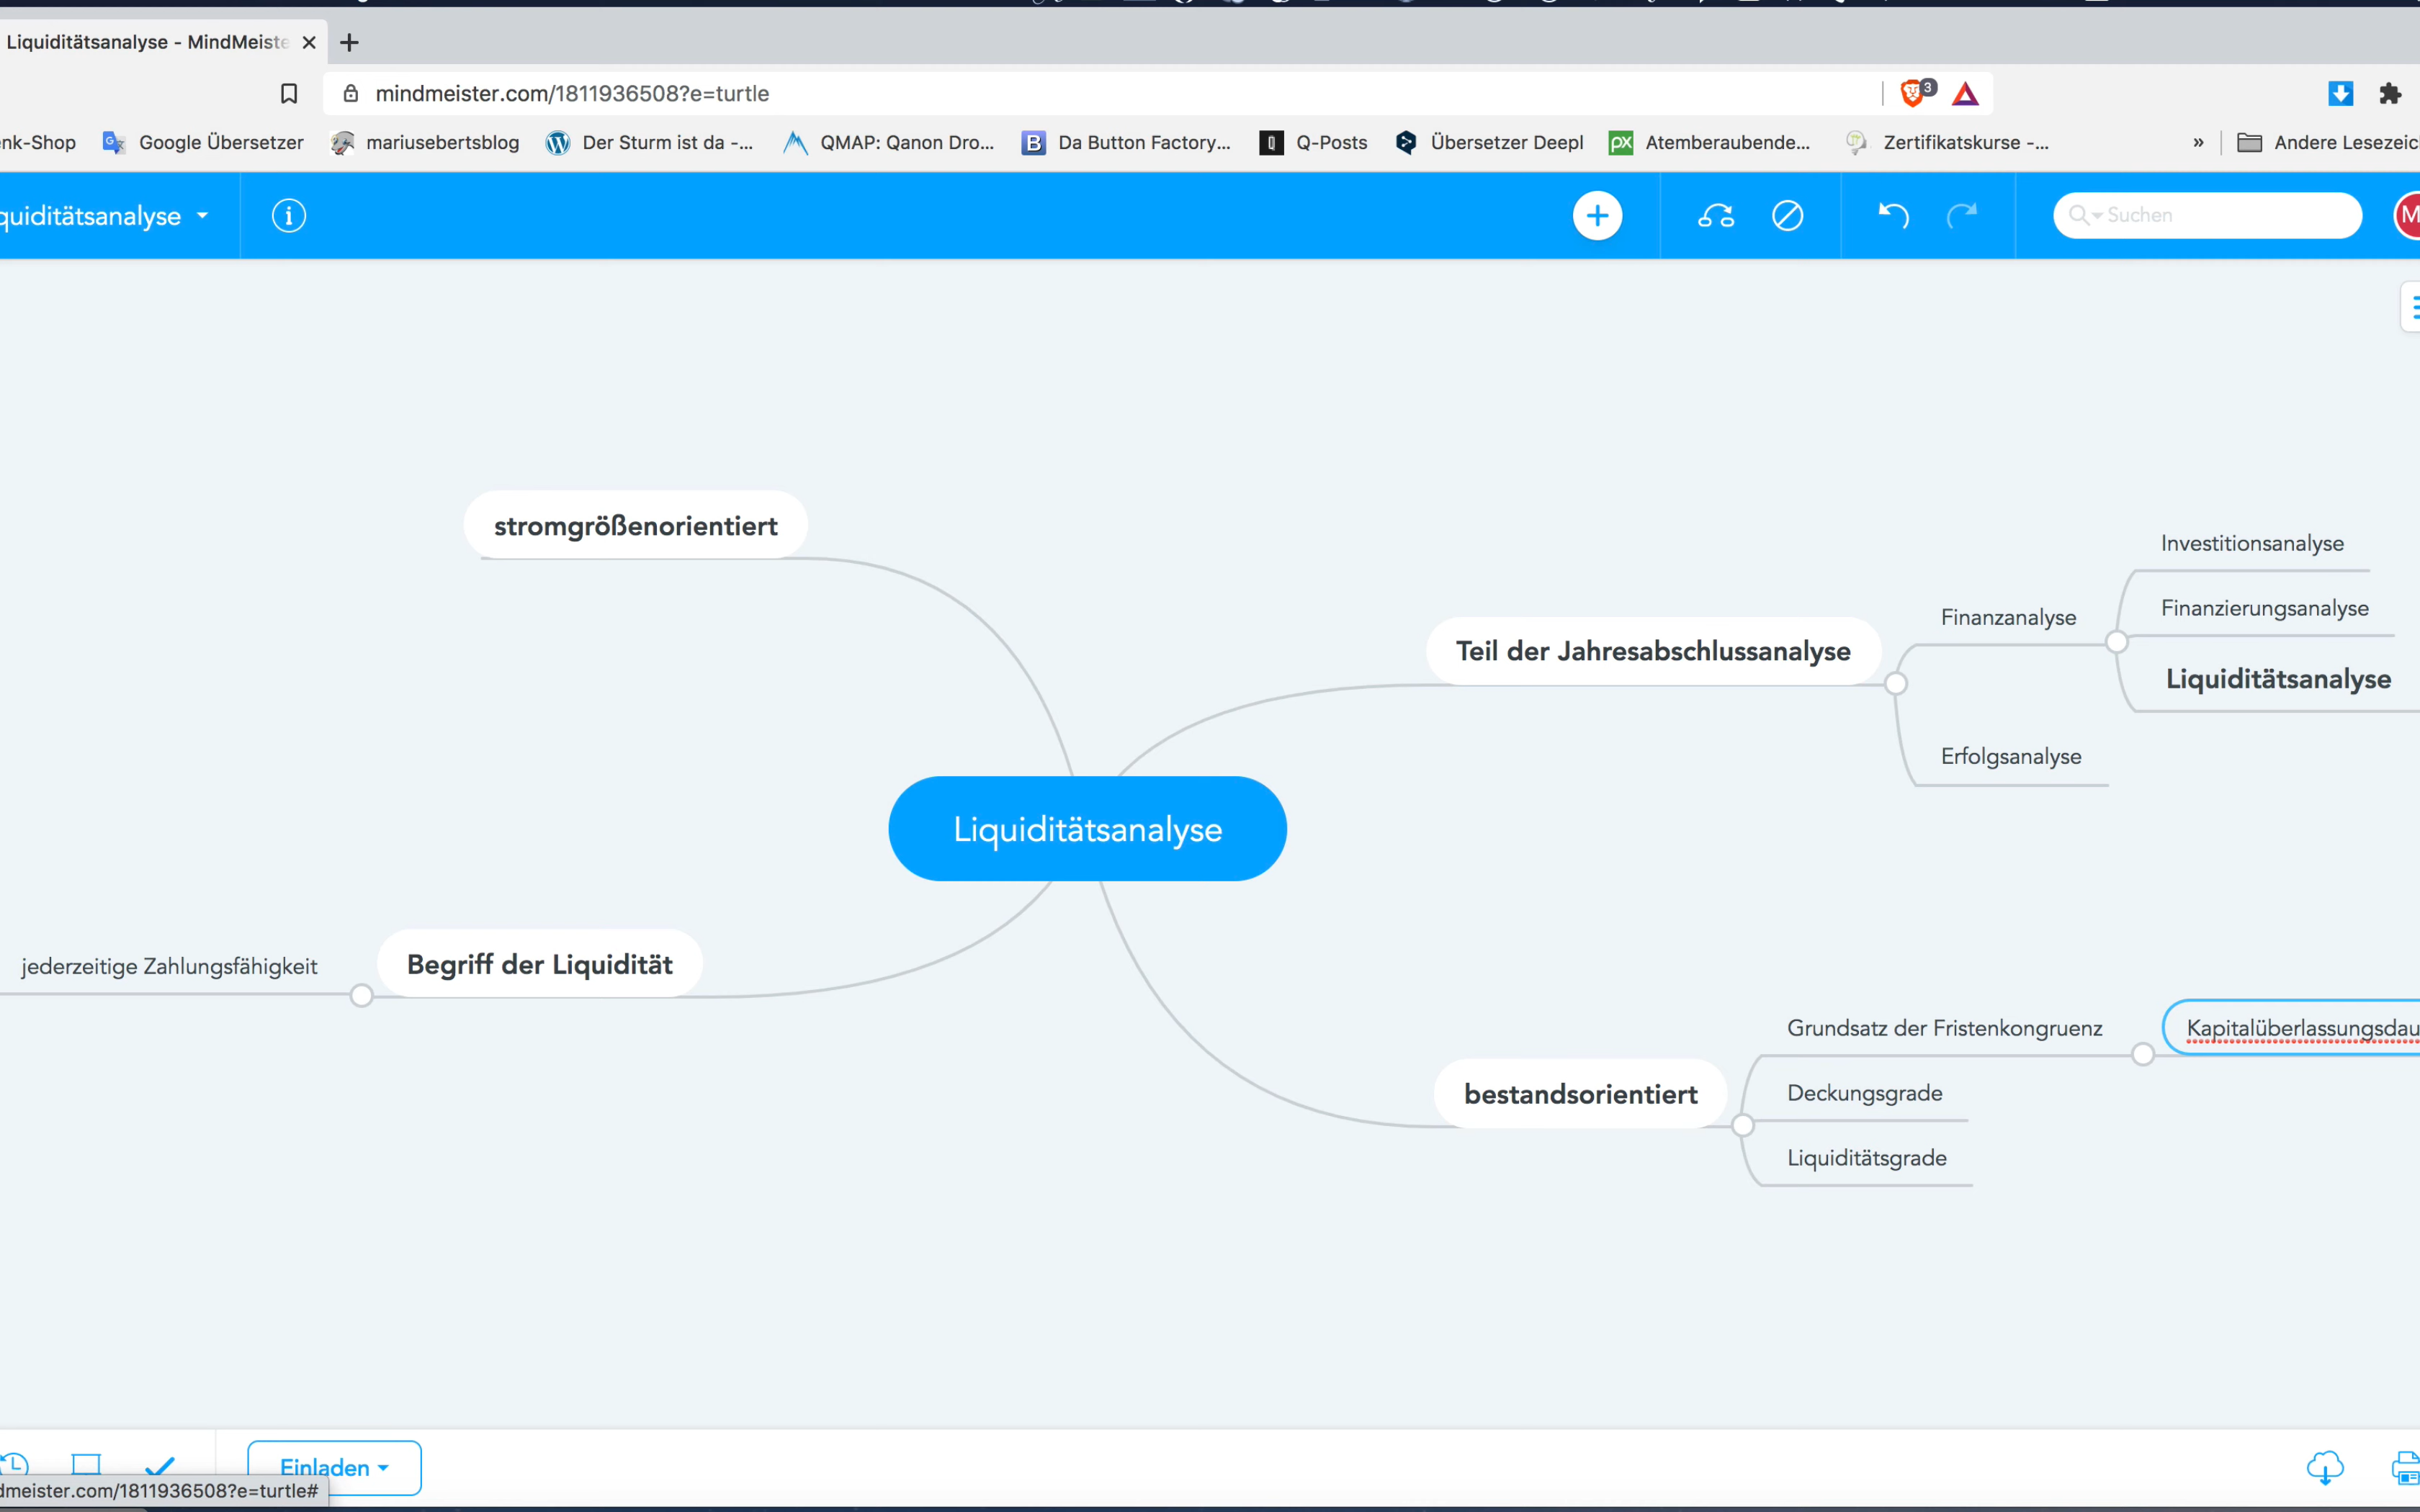 Liquiditätsanalyse - MindMeiste
mindmeister.com/1811936508?e=turtle
3
nk-Shop
Google Übersetzer
mariusebertsblog
Der Sturm ist da -...
QMAP: Qanon Dro...
Da Button Factory...
Q-Posts
Übersetzer Deepl
Atemberaubende...
Zertifikatskurse -...
»
Andere Lesezeic
quiditätsanalyse
Suchen
M
stromgrößenorientiert
Investitionsanalyse
Finanzanalyse
Finanzierungsanalyse
Teil der Jahresabschlussanalyse
Liquiditätsanalyse
Erfolgsanalyse
Liquiditätsanalyse
jederzeitige Zahlungsfähigkeit
Begriff der Liquidität
Grundsatz der Fristenkongruenz
Kapitalüberlassungsdau
bestandsorientiert
Deckungsgrade
Liquiditätsgrade
Einladen
dmeister.com/1811936508?e=turtle#